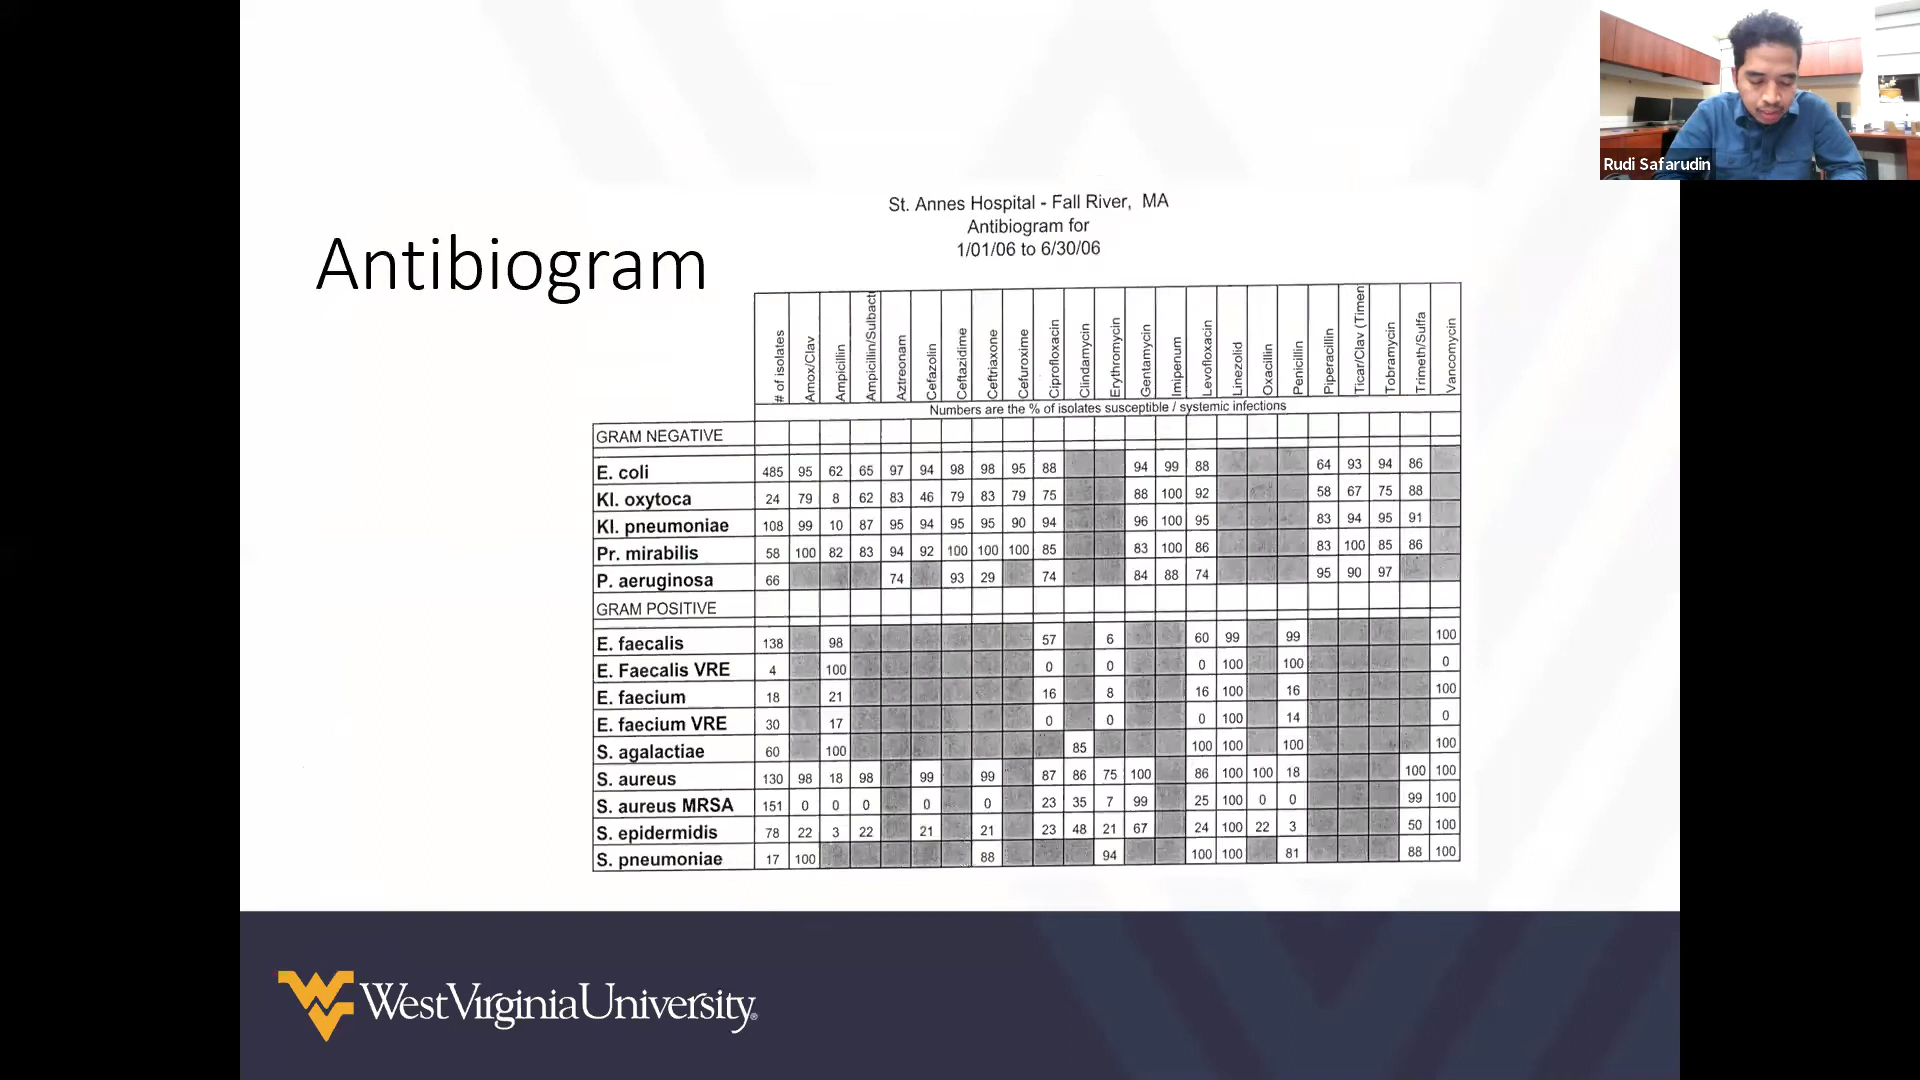 Rudi Safarudin
Antibiogram
St. Annes Hospital - Fall River, MA
Antibiogram for
1/01/06 to 6/30/06
# of isolates Amox/Clav Ampicillin Ampicillin/Sulbact Aztreonam Cefazolin Ceftazidime Ceftriaxone Cefuroxime Ciprofloxacin Clindamycin Erythromycin Gentamycin Imipenum Levofloxacin Linezolid Oxacillin Penicillin Piperacillin Ticar/Clav (Timen Tobramycin Trimeth/Sulfa Vancomycin
Numbers are the % of isolates susceptible / systemic infections
GRAM NEGATIVE
E. coli 485 95 62 65 97 94 98 98 95 88 94 99 88 64 93 94 86
Kl. oxytoca 24 79 8 62 83 46 79 83 79 75 88 100 92 58 67 75 88
Kl. pneumoniae 108 99 10 87 95 94 95 95 90 94 96 100 95 83 94 95 91
Pr. mirabilis 58 100 82 83 94 92 100 100 100 85 83 100 86 83 100 85 86
P. aeruginosa 66 74 93 29 74 84 88 74 95 90 97
GRAM POSITIVE
E. faecalis 138 98 57 6 60 99 99 100
E. Faecalis VRE 4 100 0 0 0 100 100 0
E. faecium 18 21 16 8 16 100 16 100
E. faecium VRE 30 17 0 0 0 100 14 0
S. agalactiae 60 100 85 100 100 100 100
S. aureus 130 98 18 98 99 99 87 86 75 100 86 100 100 18 100 100
S. aureus MRSA 151 0 0 0 0 0 23 35 7 99 25 100 0 0 99 100
S. epidermidis 78 22 3 22 21 21 23 48 21 67 24 100 22 3 50 100
S. pneumoniae 17 100 88 94 100 100 81 88 100
WestVirginiaUniversity®